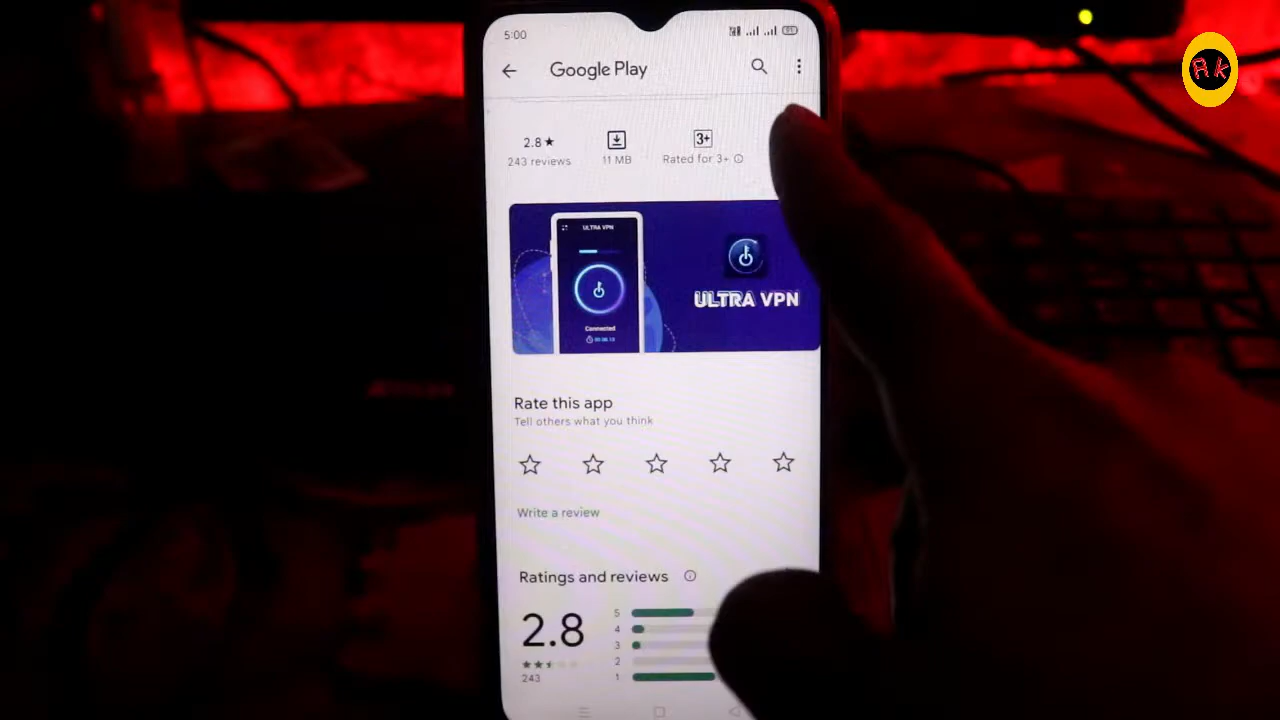 5:00
Google Play
Rk
2.8★
3+
243 reviews
11 MB
Rated for 3+
ULTRA VPN
ULTRA VPN
Connected
Rate this app
Tell others what you think
Write a review
Ratings and reviews
2.8
5
4
3
2
1
243